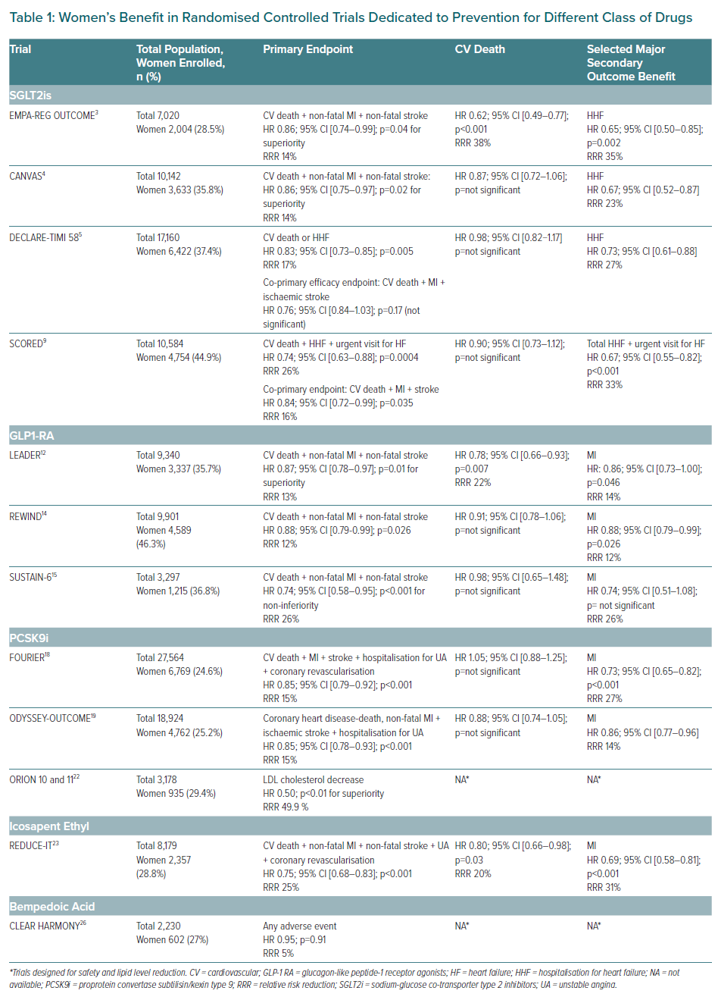 Table 1: Women's Benefit in Randomised Controlled Trials Dedicated to Prevention for Different Class of Drugs
Trial
Total Population,
Women Enrolled,
n (%)
Primary Endpoint
CV Death
Selected Major
Secondary
Outcome Benefit
SGLT2is
EMPA-REG OUTCOME3
Total 7,020
Women 2,004 (28.5%)
CV death + non-fatal MI + non-fatal stroke
HR 0.86; 95% CI [0.74–0.99]; p=0.04 for
superiority
RRR 14%
HR 0.62; 95% CI [0.49–0.77];
p<0.001
RRR 38%
HHF
HR 0.65; 95% CI [0.50–0.85];
p=0.002
RRR 35%
CANVAS4
Total 10,142
Women 3,633 (35.8%)
CV death + non-fatal MI + non-fatal stroke:
HR 0.86; 95% CI [0.75–0.97]; p=0.02 for
superiority
RRR 14%
HR 0.87; 95% CI [0.72–1.06];
p=not significant
HHF
HR 0.67; 95% CI [0.52–0.87]
RRR 23%
DECLARE-TIMI 585
Total 17,160
Women 6,422 (37.4%)
CV death or HHF
HR 0.83; 95% CI [0.73–0.85]; p=0.005
RRR 17%
Co-primary efficacy endpoint: CV death + MI +
ischaemic stroke
HR 0.76; 95% CI [0.84–1.03]; p=0.17 (not
significant)
HR 0.98; 95% CI [0.82–1.17]
p=not significant
HHF
HR 0.73; 95% CI [0.61–0.88]
RRR 27%
SCORED9
Total 10,584
Women 4,754 (44.9%)
CV death + HHF + urgent visit for HF
HR 0.74; 95% CI [0.63–0.88]; p=0.0004
RRR 26%
Co-primary endpoint: CV death + MI + stroke
HR 0.84; 95% CI [0.72–0.99]; p=0.035
RRR 16%
HR 0.90; 95% CI [0.73–1.12];
p=not significant
Total HHF + urgent visit for HF
HR 0.67; 95% CI [0.55–0.82];
p<0.001
RRR 33%
GLP1-RA
LEADER12
Total 9,340
Women 3,337 (35.7%)
CV death + non-fatal MI + non-fatal stroke
HR 0.87; 95% CI [0.78–0.97]; p=0.01 for
superiority
RRR 13%
HR 0.78; 95% CI [0.66–0.93];
p=0.007
RRR 22%
MI
HR: 0.86; 95% CI [0.73–1.00];
p=0.046
RRR 14%
REWIND14
Total 9,901
Women 4,589
(46.3%)
CV death + non-fatal MI + non-fatal stroke
HR 0.88; 95% CI [0.79-0.99]; p=0.026
RRR 12%
HR 0.91; 95% CI [0.78–1.06];
p=not significant
MI
HR 0.88; 95% CI [0.79–0.99];
p=0.026
RRR 12%
SUSTAIN-615
Total 3,297
Women 1,215 (36.8%)
CV death + non-fatal MI + non-fatal stroke
HR 0.74; 95% CI [0.58–0.95]; p<0.001 for
non-inferiority
RRR 26%
HR 0.98; 95% CI [0.65–1.48];
p=not significant
MI
HR 0.74; 95% CI [0.51–1.08];
p= not significant
RRR 26%
PCSK9i
FOURIER18
Total 27,564
Women 6,769 (24.6%)
CV death + MI + stroke + hospitalisation for UA
+ coronary revascularisation
HR 0.85; 95% CI [0.79–0.92]; p<0.001
RRR 15%
HR 1.05; 95% CI [0.88–1.25];
p=not significant
MI
HR 0.73; 95% CI [0.65–0.82];
p<0.001
RRR 27%
ODYSSEY-OUTCOME19
Total 18,924
Women 4,762 (25.2%)
Coronary heart disease-death, non-fatal MI +
ischaemic stroke + hospitalisation for UA
HR 0.85; 95% CI [0.78–0.93]; p<0.001
RRR 15%
HR 0.88; 95% CI [0.74–1.05];
p=not significant
MI
HR 0.86; 95% CI [0.77–0.96]
RRR 14%
ORION 10 and 1122
Total 3,178
Women 935 (29.4%)
LDL cholesterol decrease
HR 0.50; p<0.01 for superiority
RRR 49.9 %
NA*
NA*
Icosapent Ethyl
REDUCE-IT23
Total 8,179
Women 2,357
(28.8%)
CV death + non-fatal MI + non-fatal stroke + UA
+ coronary revascularisation
HR 0.75; 95% CI [0.68–0.83]; p<0.001
RRR 25%
HR 0.80; 95% CI [0.66–0.98];
p=0.03
RRR 20%
MI
HR 0.69; 95% CI [0.58–0.81];
p<0.001
RRR 31%
Bempedoic Acid
CLEAR HARMONY26
Total 2,230
Women 602 (27%)
Any adverse event
HR 0.95; p=0.91
RRR 5%
NA*
NA*
*Trials designed for safety and lipid level reduction. CV = cardiovascular; GLP-1 RA = glucagon-like peptide-1 receptor agonists; HF = heart failure; HHF = hospitalisation for heart failure; NA = not
available; PCSK9i = proprotein convertase subtilisin/kexin type 9; RRR = relative risk reduction; SGLT2i = sodium-glucose co-transporter type 2 inhibitors; UA = unstable angina.